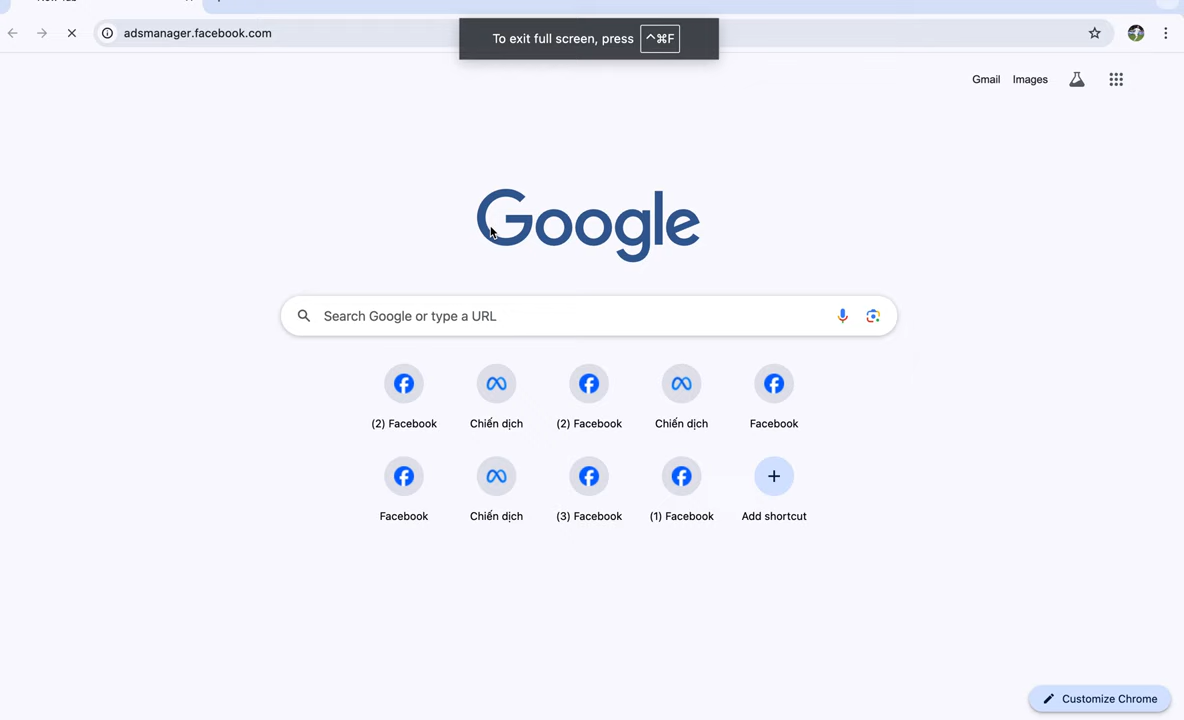 adsmanager.facebook.com
To exit full screen, press ^⌘F
Gmail Images
Google
Search Google or type a URL
(2) Facebook Chiến dịch (2) Facebook Chiến dịch Facebook
Facebook Chiến dịch (3) Facebook (1) Facebook Add shortcut
Customize Chrome